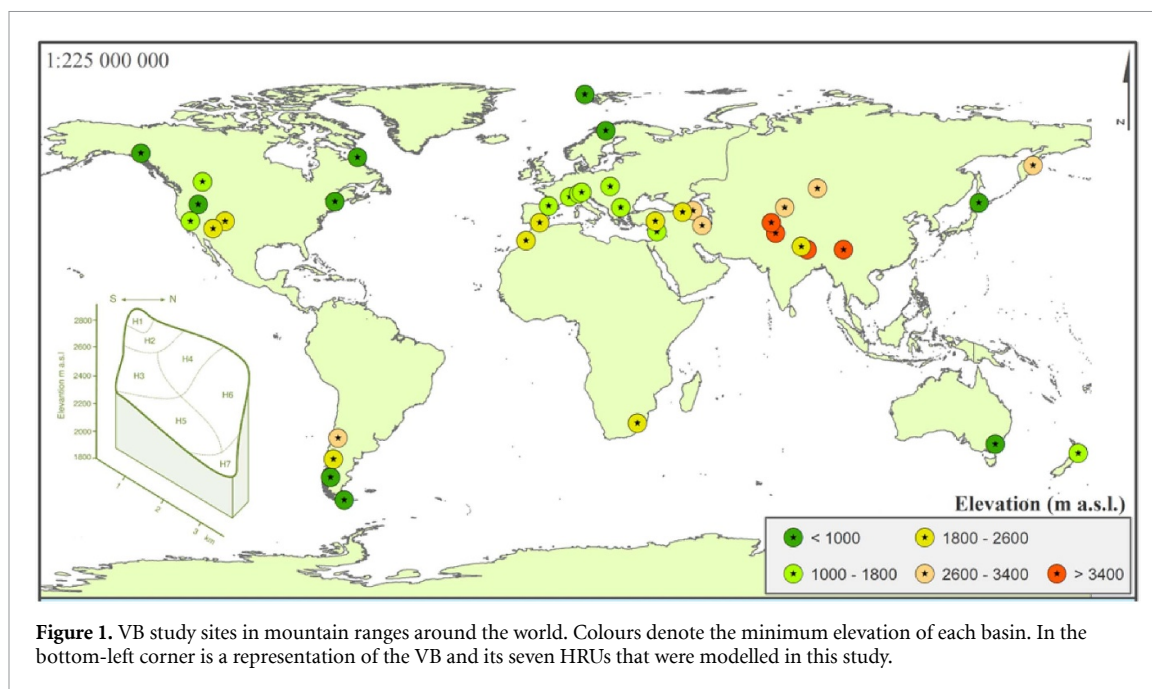 1:225 000 000
N
S N
H1
H2
H3
H4
H5
H6
H7
2800
2600
2400
2200
2000
1800
Elevantion m a.s.l.
1
2
3
km
Elevation (m a.s.l.)
< 1000
1800 - 2600
1000 - 1800
2600 - 3400
> 3400
Figure 1. VB study sites in mountain ranges around the world. Colours denote the minimum elevation of each basin. In the
bottom-left corner is a representation of the VB and its seven HRUs that were modelled in this study.